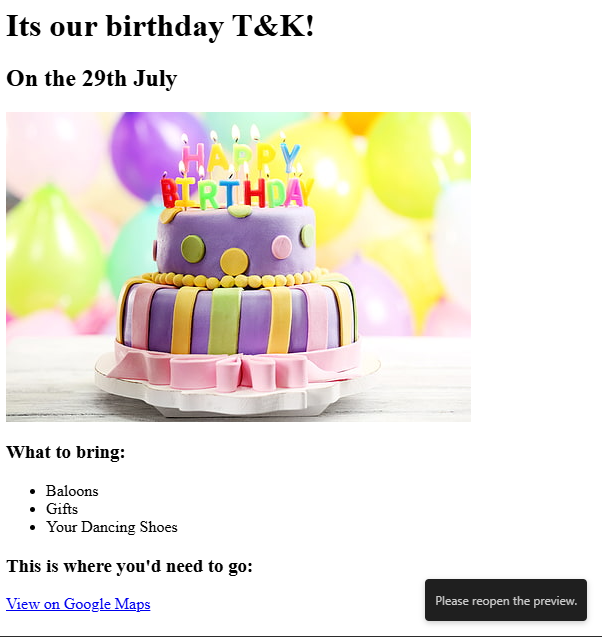 Its our birthday T&K!
On the 29th July
HAPPY
BIRTHDAY
What to bring:
Baloons
Gifts
Your Dancing Shoes
This is where you'd need to go:
View on Google Maps
Please reopen the preview.